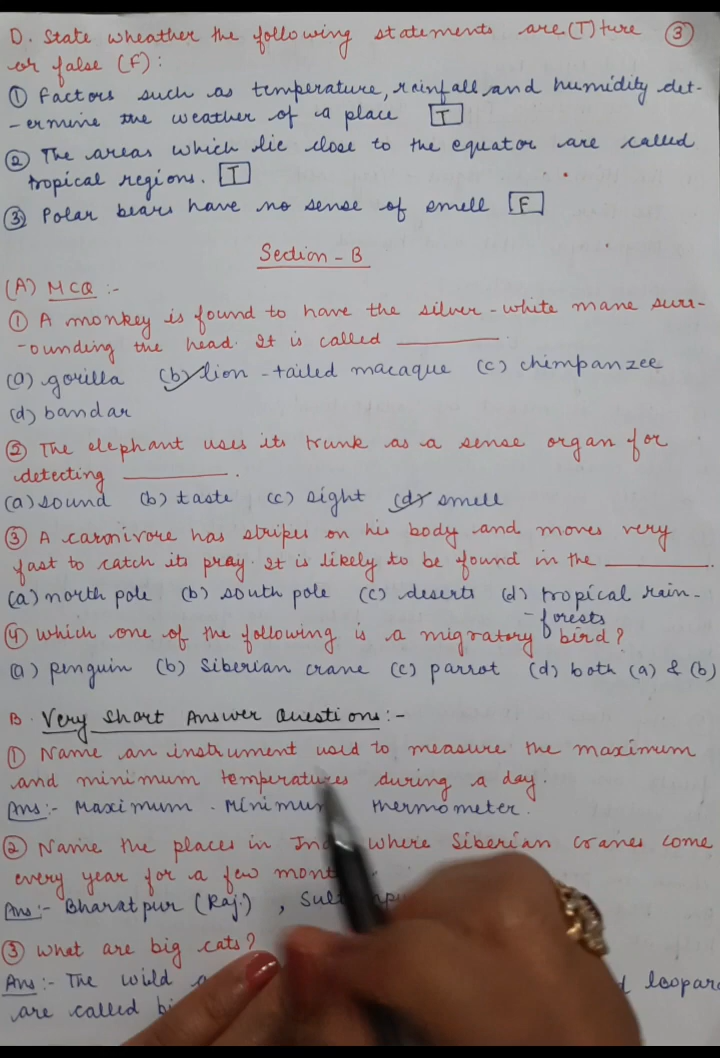 D. State wheather the following statements are (T) ture ③
or false (F) :
① Factors such as temperature, rainfall and humidity det-
-ermine the weather of a place T
② The areas which lie close to the equator are called
tropical regions. T
③ Polar bears have no sense of smell F
Section - B
(A) MCQ :-
① A monkey is found to have the silver-white mane surr-
-ounding the head. It is called ________.
(a) gorilla (b) lion-tailed macaque (c) chimpanzee
(d) bandar
② The elephant uses its trunk as a sense organ for
detecting ________.
(a) sound (b) taste (c) sight (d) smell
③ A carnivore has stripes on his body and moves very
fast to catch its pray. It is likely to be found in the ________.
(a) north pole (b) south pole (c) deserts (d) tropical rain-
-forests
④ Which one of the following is a migratory bird?
(a) penguin (b) Siberian crane (c) parrot (d) both (a) & (b)
B. Very Short Answer Questions :-
① Name an instrument used to measure the maximum
and minimum temperatures during a day.
Ans :- Maximum - Minimum thermometer.
② Name the places in where Siberian cranes come
every year for a few
Ans :- Bharatpur (Raj.) ,
③ What are big cats?
Ans :- The wild
are called